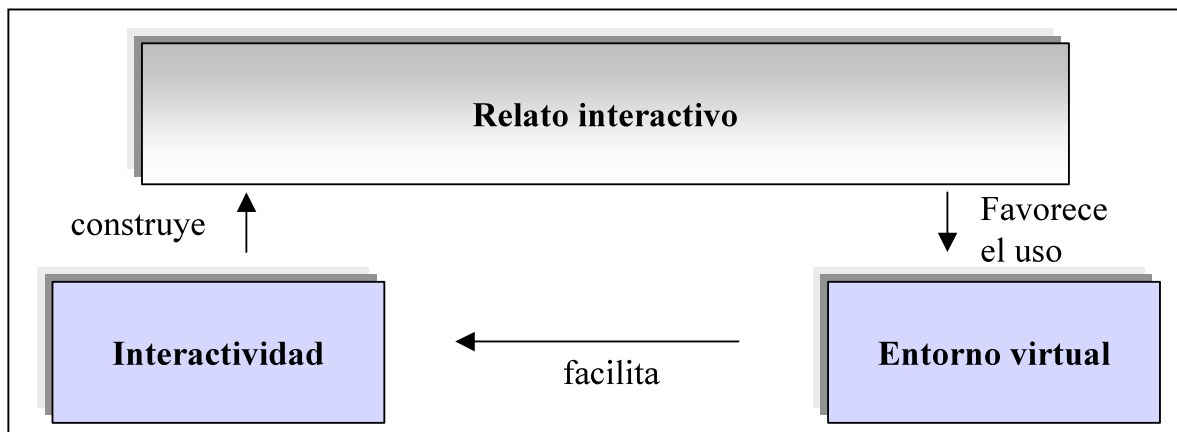 Relato interactivo
construye
Favorece
el uso
Interactividad
facilita
Entorno virtual